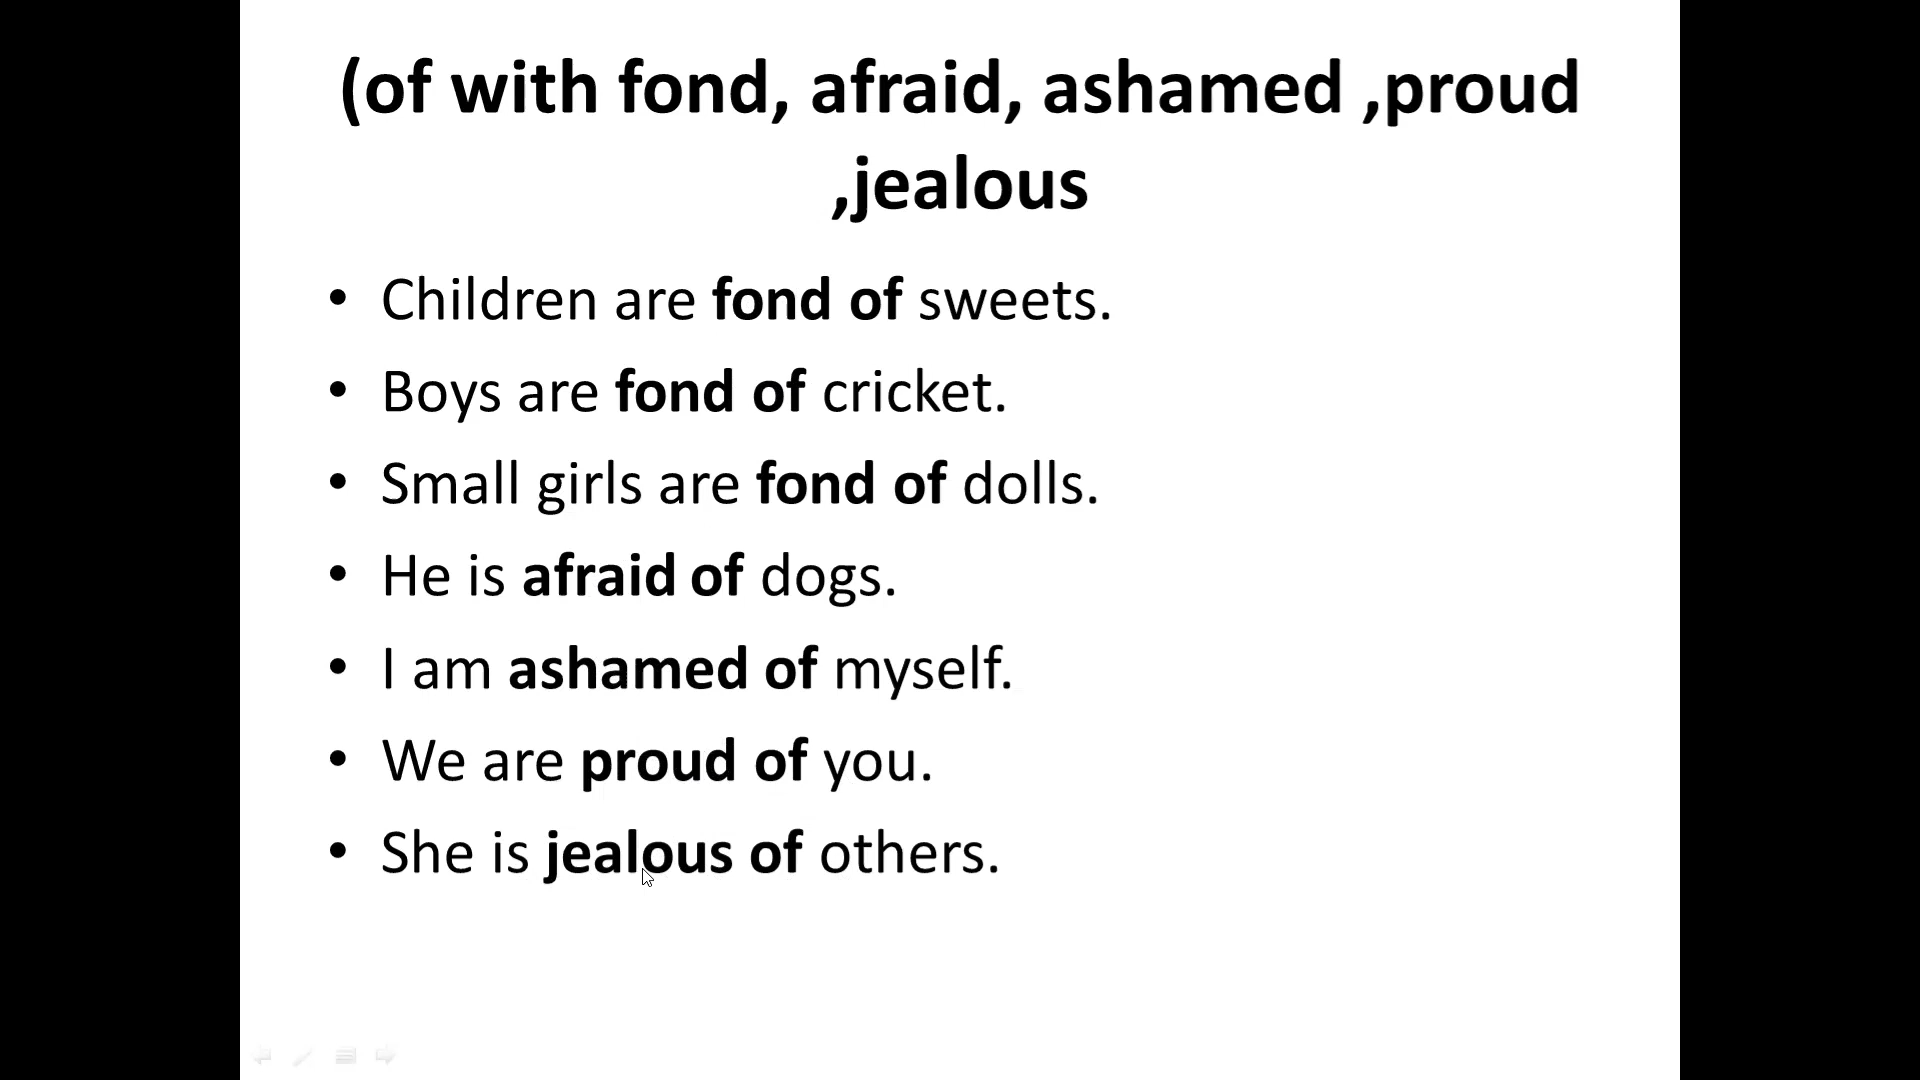 (of with fond, afraid, ashamed ,proud
,jealous
• Children are fond of sweets.
• Boys are fond of cricket.
• Small girls are fond of dolls.
• He is afraid of dogs.
• I am ashamed of myself.
• We are proud of you.
• She is jealous of others.